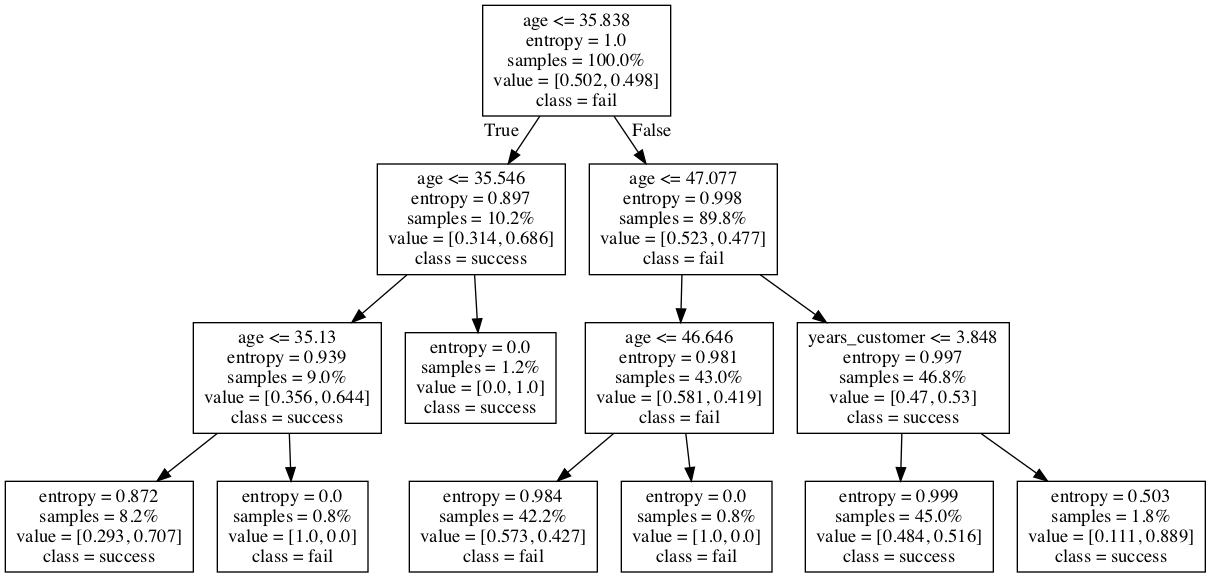 age <= 35.838
entropy = 1.0
samples = 100.0%
value = [0.502, 0.498]
class = fail
True
False
age <= 35.546
entropy = 0.897
samples = 10.2%
value = [0.314, 0.686]
class = success
age <= 47.077
entropy = 0.998
samples = 89.8%
value = [0.523, 0.477]
class = fail
age <= 35.13
entropy = 0.939
samples = 9.0%
value = [0.356, 0.644]
class = success
entropy = 0.0
samples = 1.2%
value = [0.0, 1.0]
class = success
age <= 46.646
entropy = 0.981
samples = 43.0%
value = [0.581, 0.419]
class = fail
years_customer <= 3.848
entropy = 0.997
samples = 46.8%
value = [0.47, 0.53]
class = success
entropy = 0.872
samples = 8.2%
value = [0.293, 0.707]
class = success
entropy = 0.0
samples = 0.8%
value = [1.0, 0.0]
class = fail
entropy = 0.984
samples = 42.2%
value = [0.573, 0.427]
class = fail
entropy = 0.0
samples = 0.8%
value = [1.0, 0.0]
class = fail
entropy = 0.999
samples = 45.0%
value = [0.484, 0.516]
class = success
entropy = 0.503
samples = 1.8%
value = [0.111, 0.889]
class = success